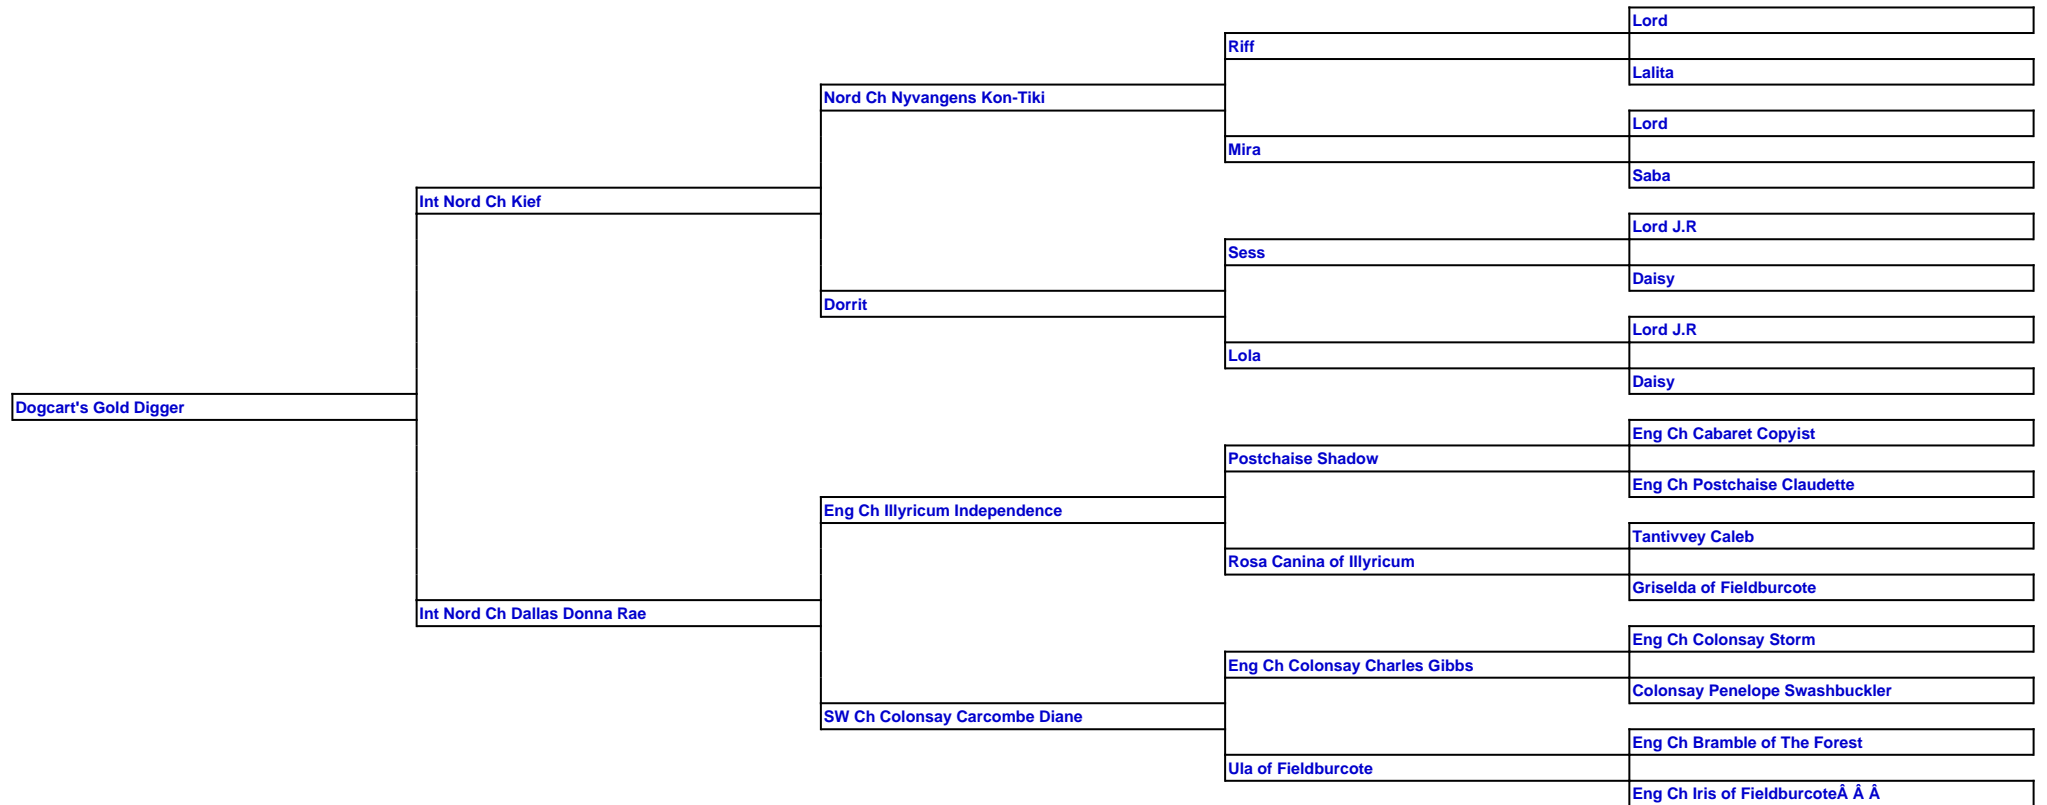 Lord
Riff
Lalita
Nord Ch Nyvangens Kon-Tiki
Lord
Mira
Saba
Int Nord Ch Kief
Lord J.R
Sess
Daisy
Dorrit
Lord J.R
Lola
Daisy
Dogcart's Gold Digger
Eng Ch Cabaret Copyist
Postchaise Shadow
Eng Ch Postchaise Claudette
Eng Ch Illyricum Independence
Tantivvey Caleb
Rosa Canina of Illyricum
Griselda of Fieldburcote
Int Nord Ch Dallas Donna Rae
Eng Ch Colonsay Storm
Eng Ch Colonsay Charles Gibbs
Colonsay Penelope Swashbuckler
SW Ch Colonsay Carcombe Diane
Eng Ch Bramble of The Forest
Ula of Fieldburcote
Eng Ch Iris of FieldburcoteÂ Â Â